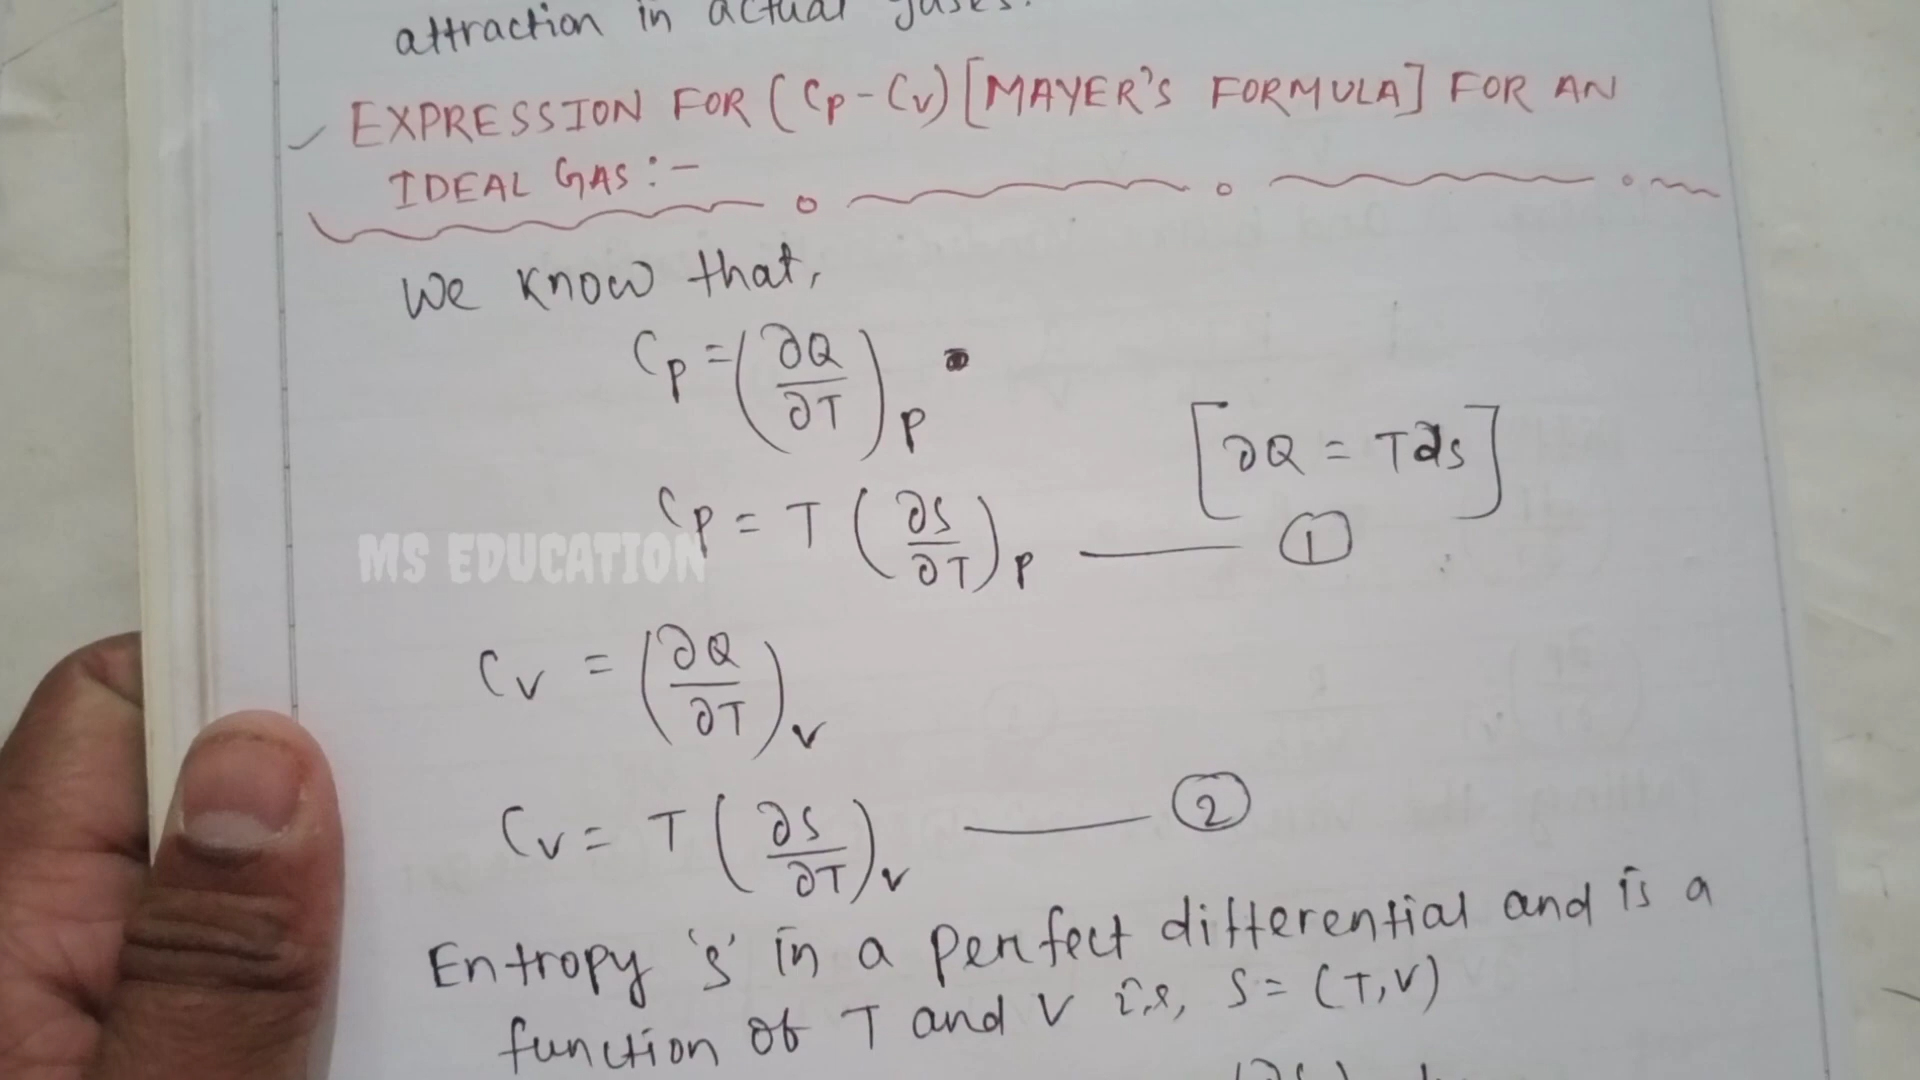 attraction in actual gases.
EXPRESSION FOR (Cp-Cv) [MAYER'S FORMULA] FOR AN
IDEAL GAS:-
We know that,
Cp = (∂Q/∂T)p
[∂Q = T∂s]
Cp = T (∂S/∂T)p —— ①
MS EDUCATION
Cv = (∂Q/∂T)v
Cv = T (∂S/∂T)v —— ②
Entropy 's' in a perfect differential and is a
function of T and V i.e, S = (T,V)